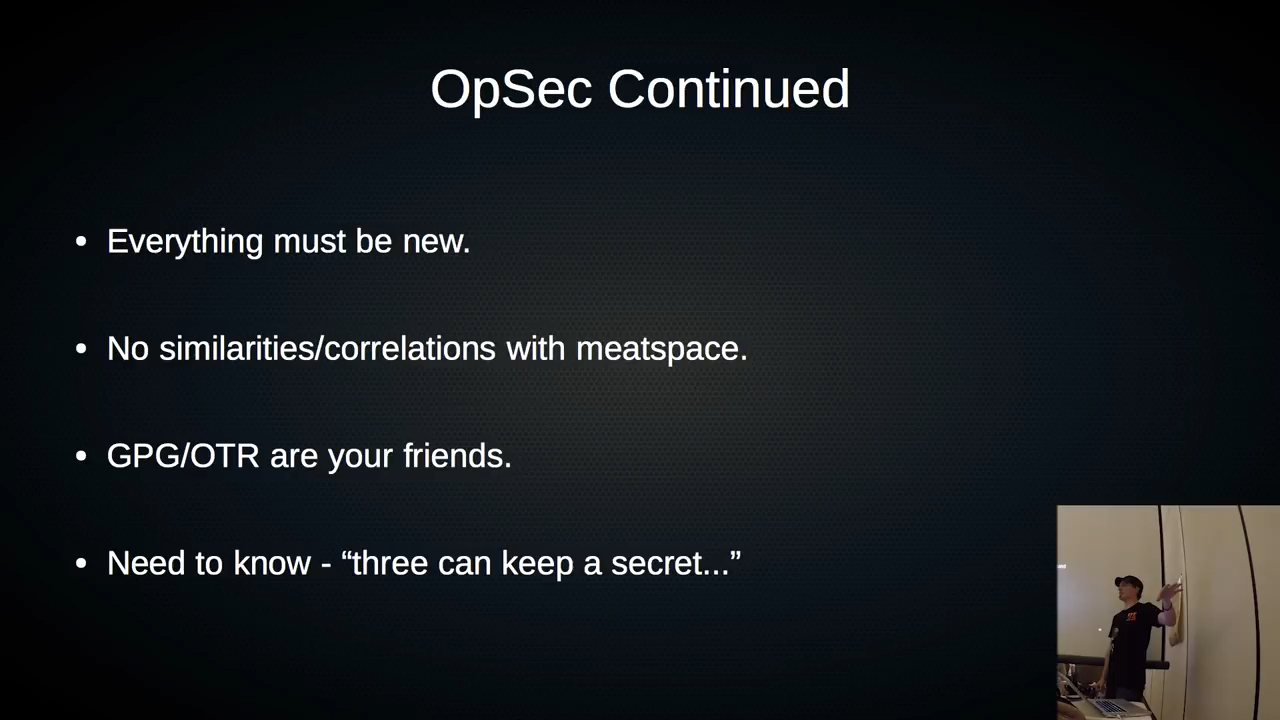 OpSec Continued
• Everything must be new.
• No similarities/correlations with meatspace.
• GPG/OTR are your friends.
• Need to know - “three can keep a secret...”